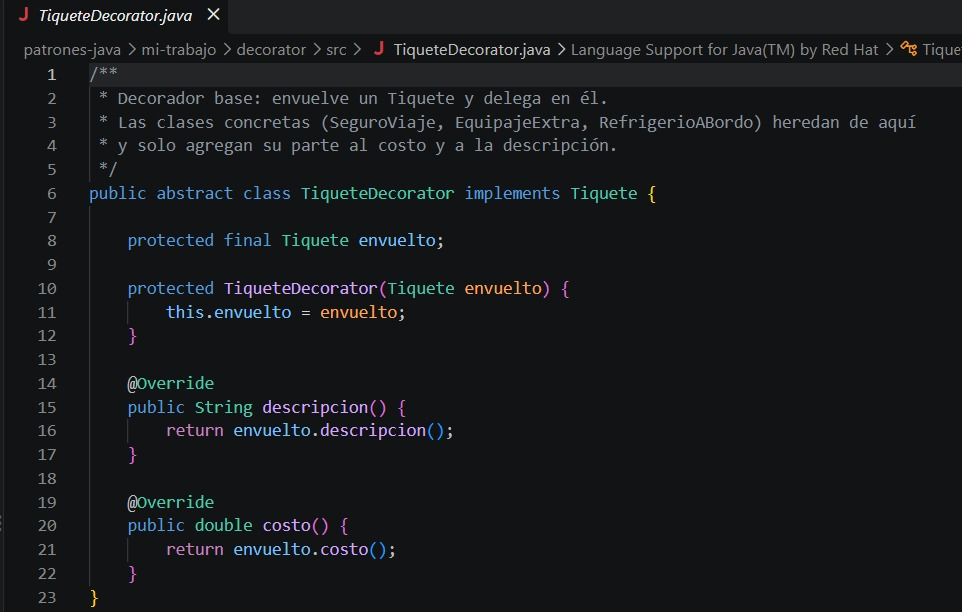 J TiqueteDecorator.java ×
patrones-java > mi-trabajo > decorator > src > J TiqueteDecorator.java > Language Support for Java(TM) by Red Hat > Tique
1 /**
2  * Decorador base: envuelve un Tiquete y delega en él.
3  * Las clases concretas (SeguroViaje, EquipajeExtra, RefrigerioABordo) heredan de aquí
4  * y solo agregan su parte al costo y a la descripción.
5  */
6 public abstract class TiqueteDecorator implements Tiquete {
7
8     protected final Tiquete envuelto;
9
10     protected TiqueteDecorator(Tiquete envuelto) {
11         this.envuelto = envuelto;
12     }
13
14     @Override
15     public String descripcion() {
16         return envuelto.descripcion();
17     }
18
19     @Override
20     public double costo() {
21         return envuelto.costo();
22     }
23 }